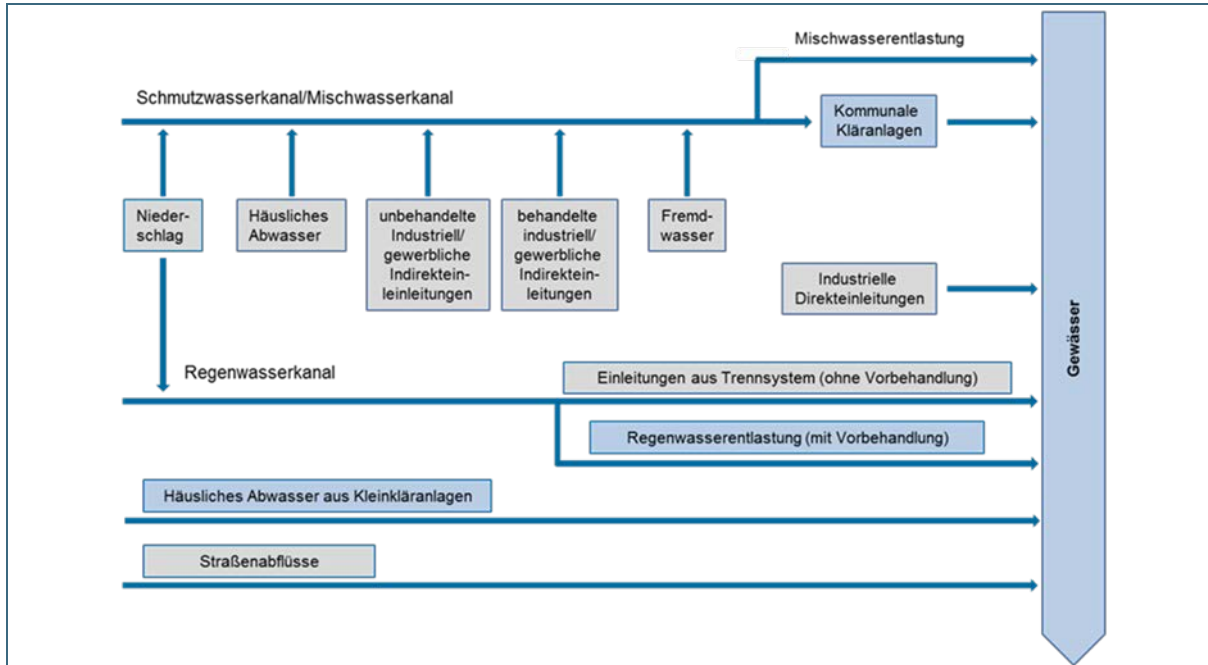 Mischwasserentlastung
Schmutzwasserkanal/Mischwasserkanal
Kommunale
Kläranlagen
Nieder-
schlag
Häusliches
Abwasser
unbehandelte
Industriell/
gewerbliche
Indirektein-
leinleitungen
behandelte
industriell/
gewerbliche
Indirektein-
leitungen
Fremd-
wasser
Industrielle
Direkteinleitungen
Gewässer
Regenwasserkanal
Einleitungen aus Trennsystem (ohne Vorbehandlung)
Regenwasserentlastung (mit Vorbehandlung)
Häusliches Abwasser aus Kleinkläranlagen
Straßenabflüsse